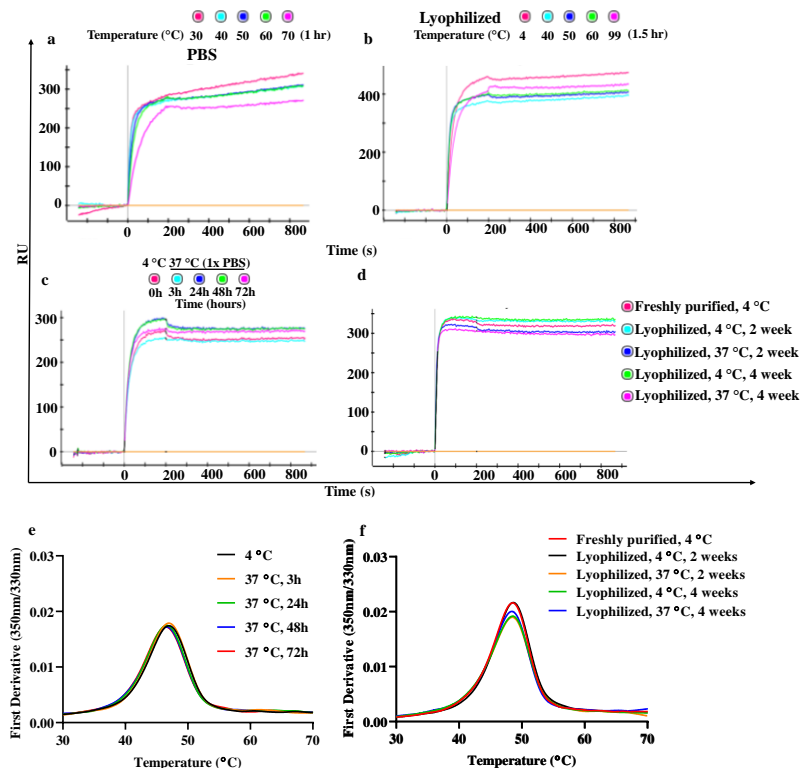 a
Temperature (°C) 30 40 50 60 70 (1 hr)
PBS
300
200
100
0
0 200 400 600 800
b
Lyophilized
Temperature (°C) 4 40 50 60 99 (1.5 hr)
400
200
0
0 200 400 600 800
RU
Time (s)
c
4 °C 37 °C (1x PBS)
0h 3h 24h 48h 72h
Time (hours)
300
200
100
0
0 200 400 600 800
d
300
200
100
0
0 200 400 600 800
Freshly purified, 4 °C
Lyophilized, 4 °C, 2 week
Lyophilized, 37 °C, 2 week
Lyophilized, 4 °C, 4 week
Lyophilized, 37 °C, 4 week
Time (s)
e
First Derivative (350nm/330nm)
0.03
0.02
0.01
0.00
30 40 50 60 70
Temperature (°C)
4 °C
37 °C, 3h
37 °C, 24h
37 °C, 48h
37 °C, 72h
f
First Derivative (350nm/330nm)
0.03
0.02
0.01
0.00
30 40 50 60 70
Temperature (°C)
Freshly purified, 4 °C
Lyophilized, 4 °C, 2 weeks
Lyophilized, 37 °C, 2 weeks
Lyophilized, 4 °C, 4 weeks
Lyophilized, 37 °C, 4 weeks